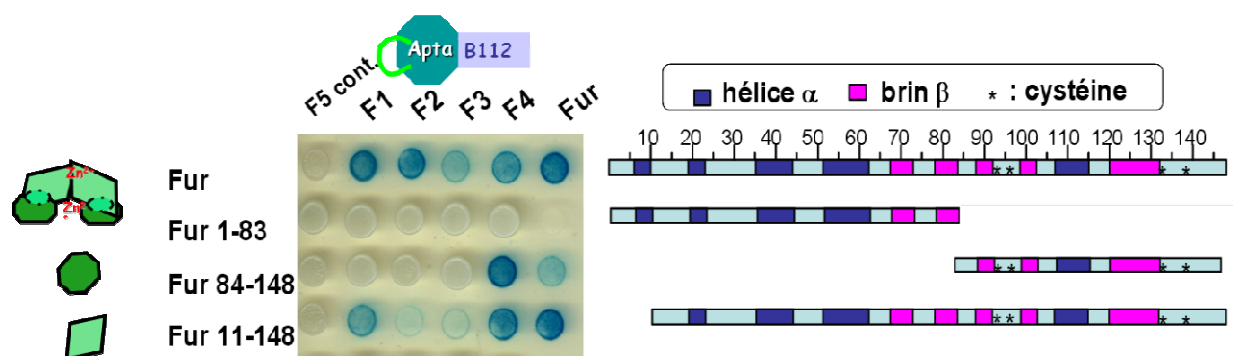 Apta B112
F5 cont. F1 F2 F3 F4 Fur
hélice α brin β * : cystéine
10 20 30 40 50 60 70 80 90 100 110 120 130 140
Zn²⁺
Fur
Zn
Fur 1-83
Fur 84-148
Fur 11-148